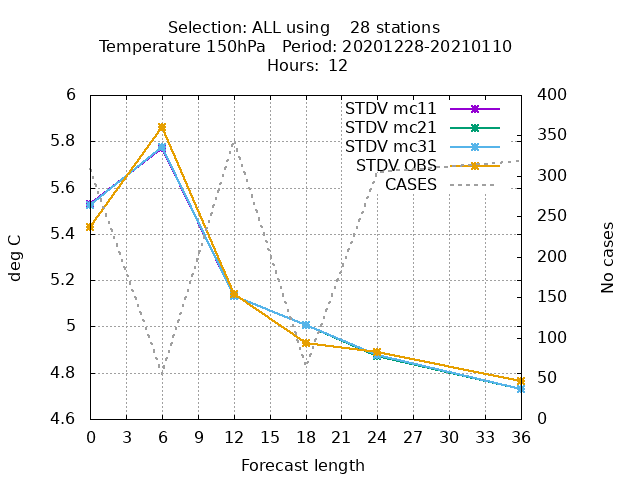 Selection: ALL using    28 stations
Temperature 150hPa   Period: 20201228-20210110
Hours: 12
6
5.8
5.6
5.4
5.2
5
4.8
4.6
400
350
300
250
200
150
100
50
0
STDV mc11
STDV mc21
STDV mc31
STDV OBS
CASES
deg C
No cases
0 3 6 9 12 15 18 21 24 27 30 33 36
Forecast length